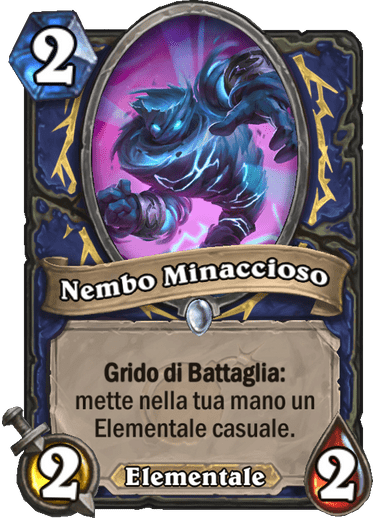 2
Nembo Minaccioso
Grido di Battaglia:
mette nella tua mano un
Elementale casuale.
2
Elementale
2